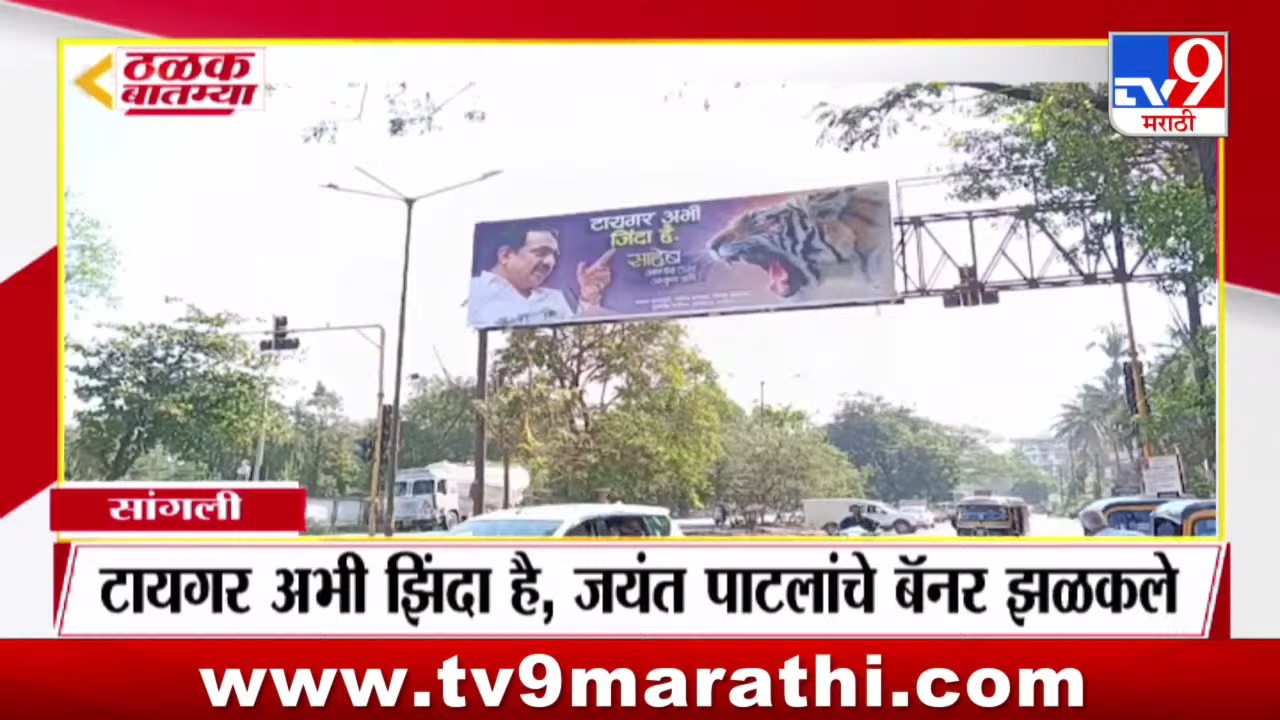 ठळक
बातम्या
TV9
मराठी
टायगर अभी
जिंदा है.
साहेब
सांगली
टायगर अभी झिंदा है, जयंत पाटलांचे बॅनर झळकले
www.tv9marathi.com